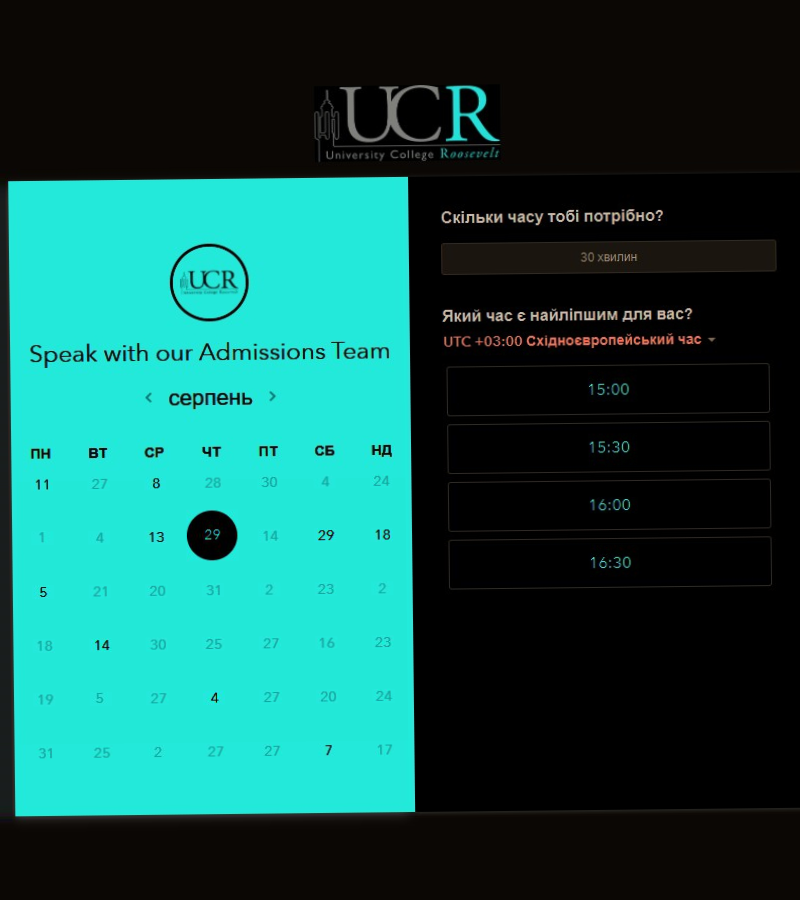 UCR
University College Roosevelt
UCR
Speak with our Admissions Team
серпень
ПН ВТ СР ЧТ ПТ СБ НД
11 27 8 28 30 4 24
1 4 13 29 14 29 18
5 21 20 31 2 23 2
18 14 30 25 27 16 23
19 5 27 4 27 20 24
31 25 2 27 27 7 17
Скільки часу тобі потрібно?
30 хвилин
Який час є найліпшим для вас?
UTC +03:00 Східноєвропейський час
15:00
15:30
16:00
16:30